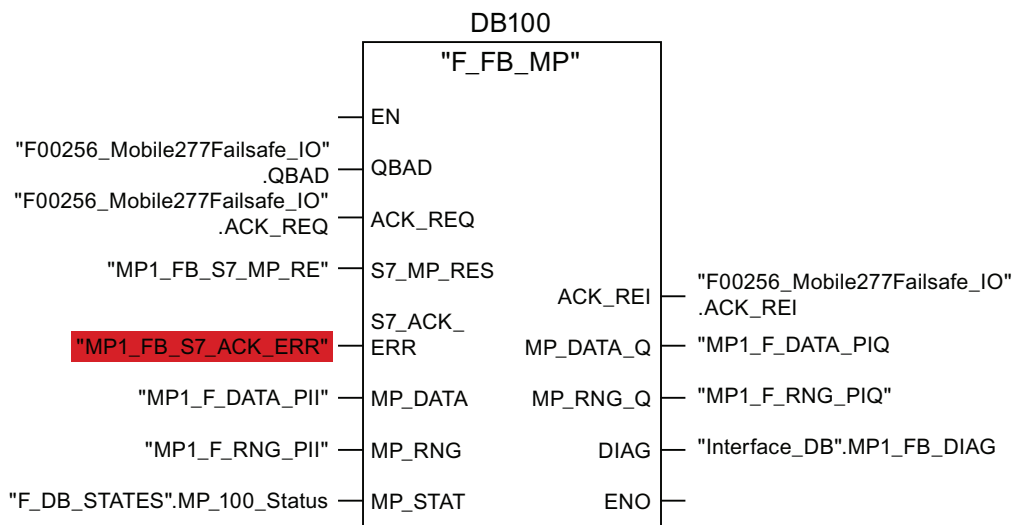 DB100
"F_FB_MP"
EN
"F00256_Mobile277Failsafe_IO"
.QBAD
QBAD
"F00256_Mobile277Failsafe_IO"
.ACK_REQ
ACK_REQ
"MP1_FB_S7_MP_RE"
S7_MP_RES
"MP1_FB_S7_ACK_ERR"
S7_ACK_
ERR
"MP1_F_DATA_PII"
MP_DATA
"MP1_F_RNG_PII"
MP_RNG
"F_DB_STATES".MP_100_Status
MP_STAT
ACK_REI
"F00256_Mobile277Failsafe_IO"
.ACK_REI
MP_DATA_Q
"MP1_F_DATA_PIQ
MP_RNG_Q
"MP1_F_RNG_PIQ"
DIAG
"Interface_DB".MP1_FB_DIAG
ENO